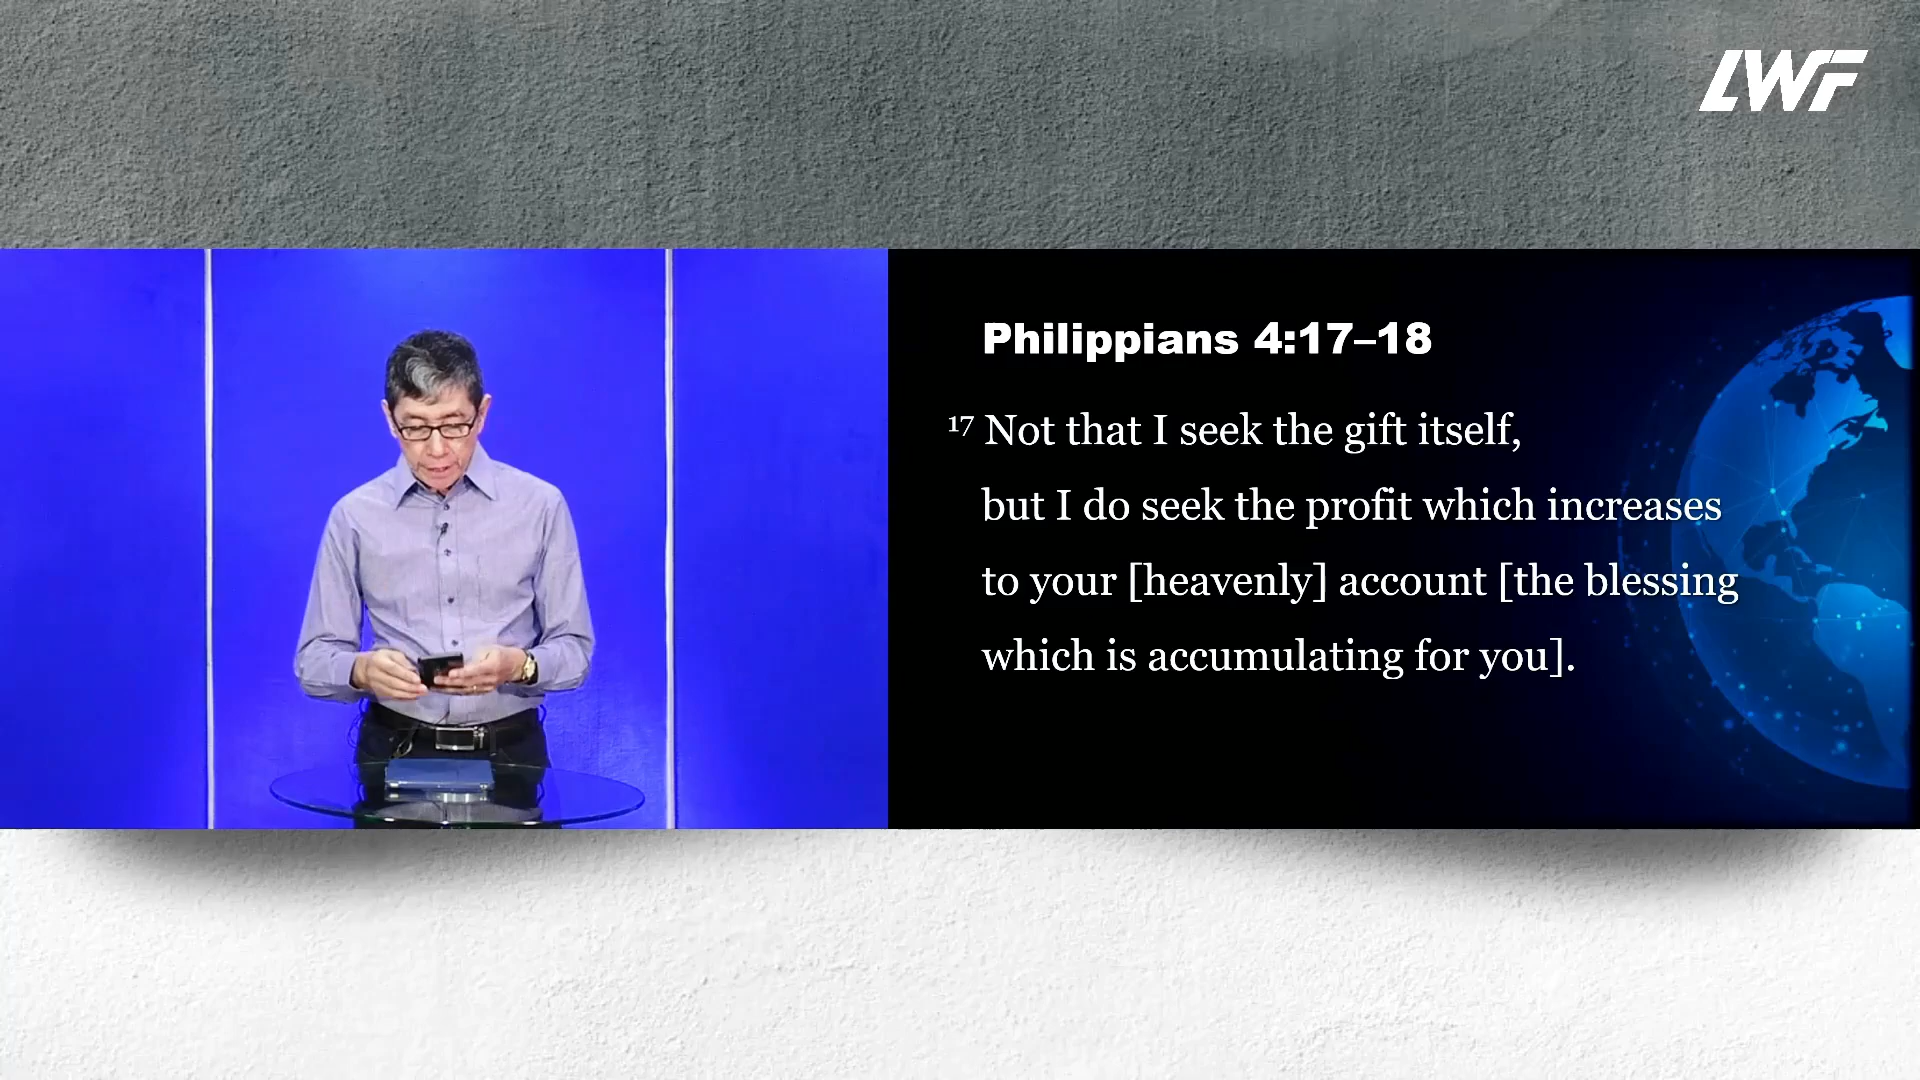 LWF
Philippians 4:17–18
17 Not that I seek the gift itself,
but I do seek the profit which increases
to your [heavenly] account [the blessing
which is accumulating for you].